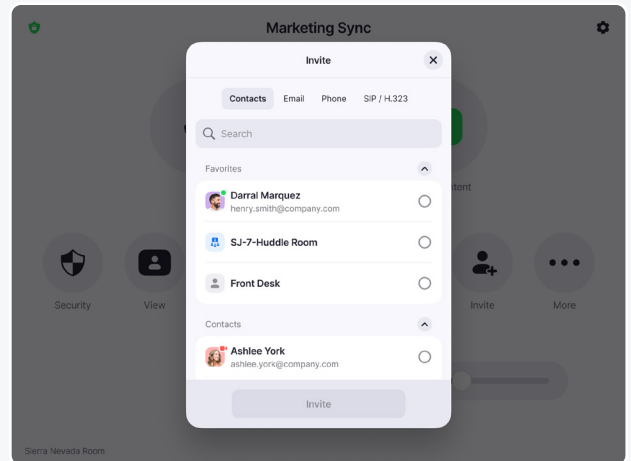 Marketing Sync
Invite
Contacts Email Phone SIP / H.323
Search
Favorites
Darral Marquez
henry.smith@company.com
SJ-7-Huddle Room
Front Desk
Contacts
Ashlee York
ashlee.york@company.com
Invite
Security View Invite More
Sierra Nevada Room